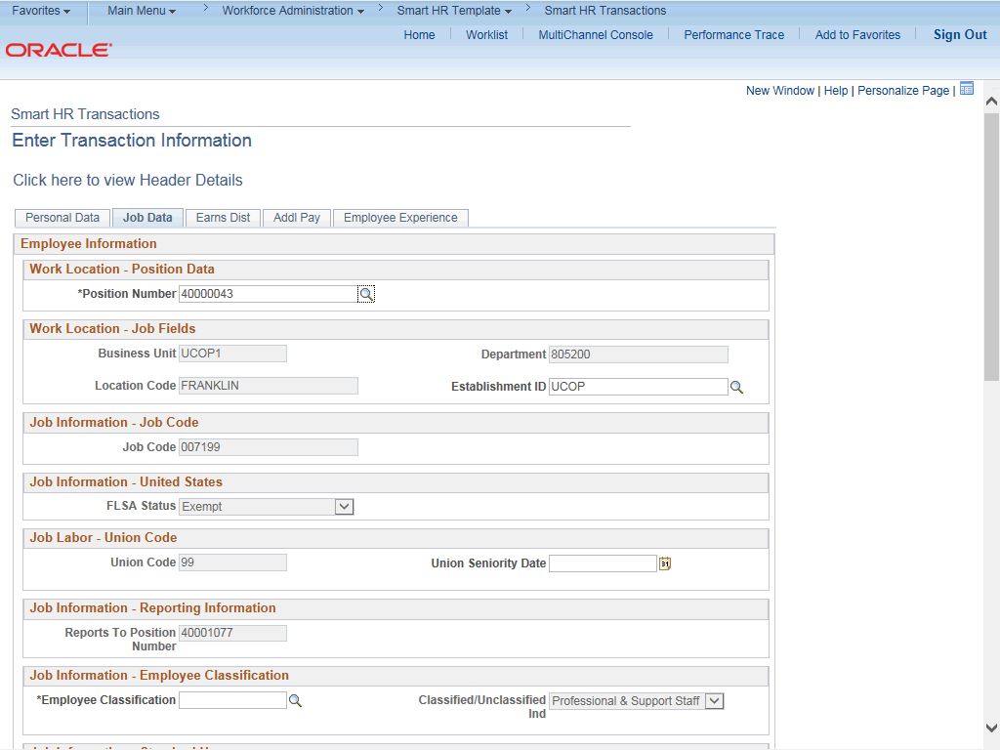 Favorites Main Menu > Workforce Administration > Smart HR Template > Smart HR Transactions
Home Worklist MultiChannel Console Performance Trace Add to Favorites Sign Out
ORACLE
New Window | Help | Personalize Page |
Smart HR Transactions
Enter Transaction Information
Click here to view Header Details
Personal Data Job Data Earns Dist Addl Pay Employee Experience
Employee Information
Work Location - Position Data
*Position Number 40000043
Work Location - Job Fields
Business Unit UCOP1 Department 805200
Location Code FRANKLIN Establishment ID UCOP
Job Information - Job Code
Job Code 007199
Job Information - United States
FLSA Status Exempt
Job Labor - Union Code
Union Code 99 Union Seniority Date 31
Job Information - Reporting Information
Reports To Position Number 40001077
Job Information - Employee Classification
*Employee Classification Classified/Unclassified Ind Professional & Support Staff